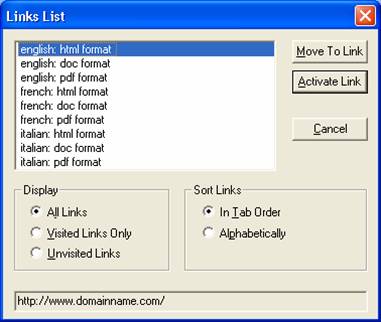 Links List
english: html format
english: doc format
english: pdf format
french: html format
french: doc format
french: pdf format
italian: html format
italian: doc format
italian: pdf format
Move To Link
Activate Link
Cancel
Display
All Links
Visited Links Only
Unvisited Links
Sort Links
In Tab Order
Alphabetically
http://www.domainname.com/